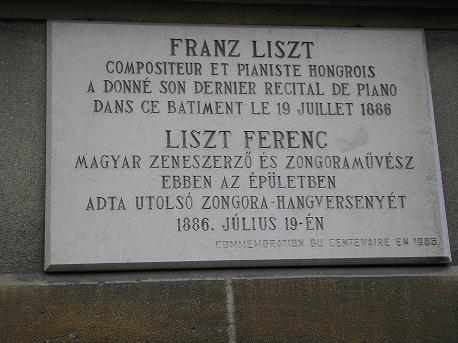 FRANZ LISZT
COMPOSITEUR ET PIANISTE HONGROIS
A DONNÉ SON DERNIER RECITAL DE PIANO
DANS CE BATIMENT LE 19 JUILLET 1886
LISZT FERENC
MAGYAR ZENESZERZŐ ÉS ZONGORAMŰVÉSZ
EBBEN AZ ÉPÜLETBEN
ADTA UTOLSÓ ZONGORA-HANGVERSENYÉT
1886. JÚLIUS 19-ÉN
COMMEMORATION DU CENTENAIRE EN 1986.